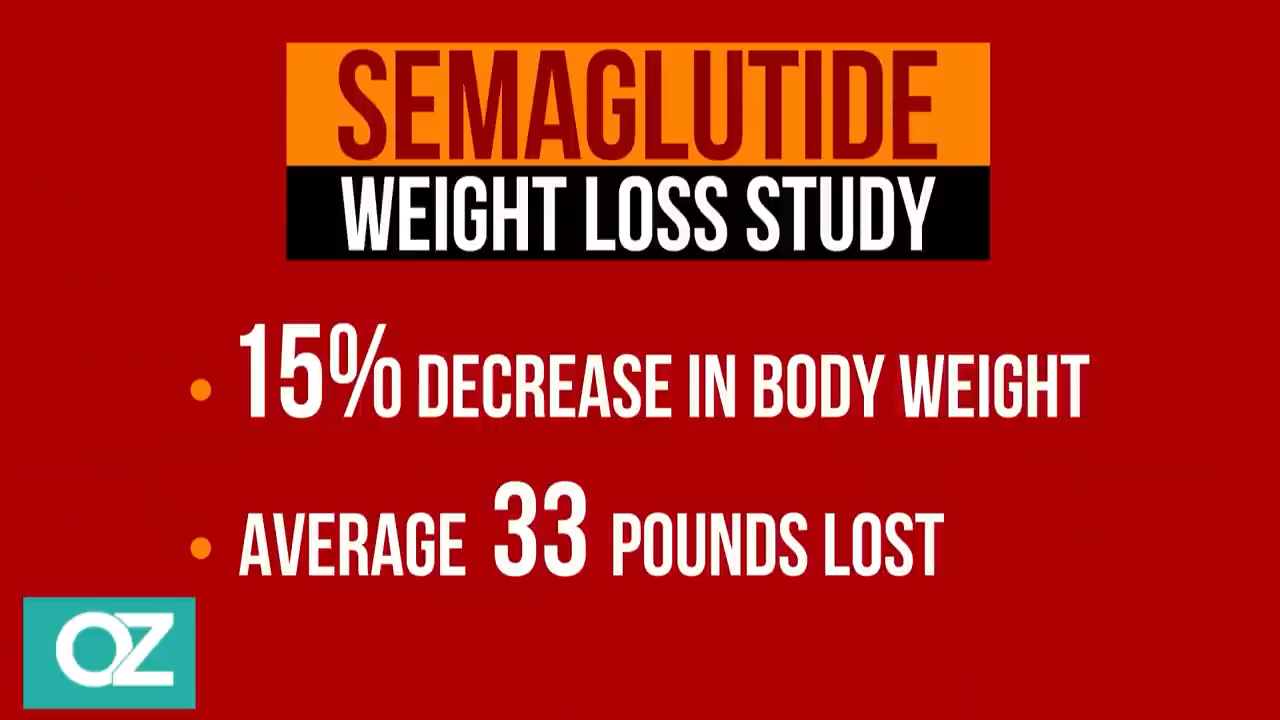 SEMAGLUTIDE
WEIGHT LOSS STUDY
• 15% DECREASE IN BODY WEIGHT
• AVERAGE 33 POUNDS LOST
OZ